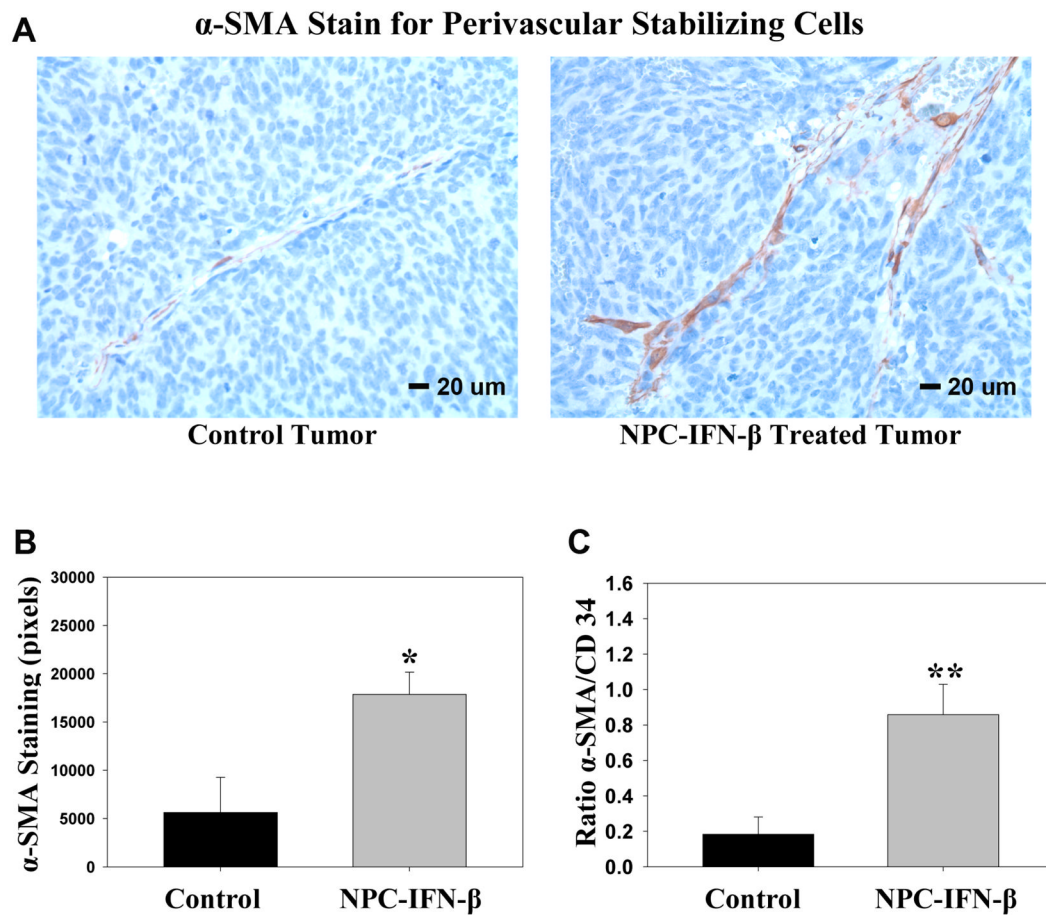 A
α-SMA Stain for Perivascular Stabilizing Cells
20 um
20 um
Control Tumor
NPC-IFN-β Treated Tumor
B
α-SMA Staining (pixels)
30000
25000
20000
15000
10000
5000
0
*
Control
NPC-IFN-β
C
Ratio α-SMA/CD 34
1.6
1.4
1.2
1.0
0.8
0.6
0.4
0.2
0.0
**
Control
NPC-IFN-β